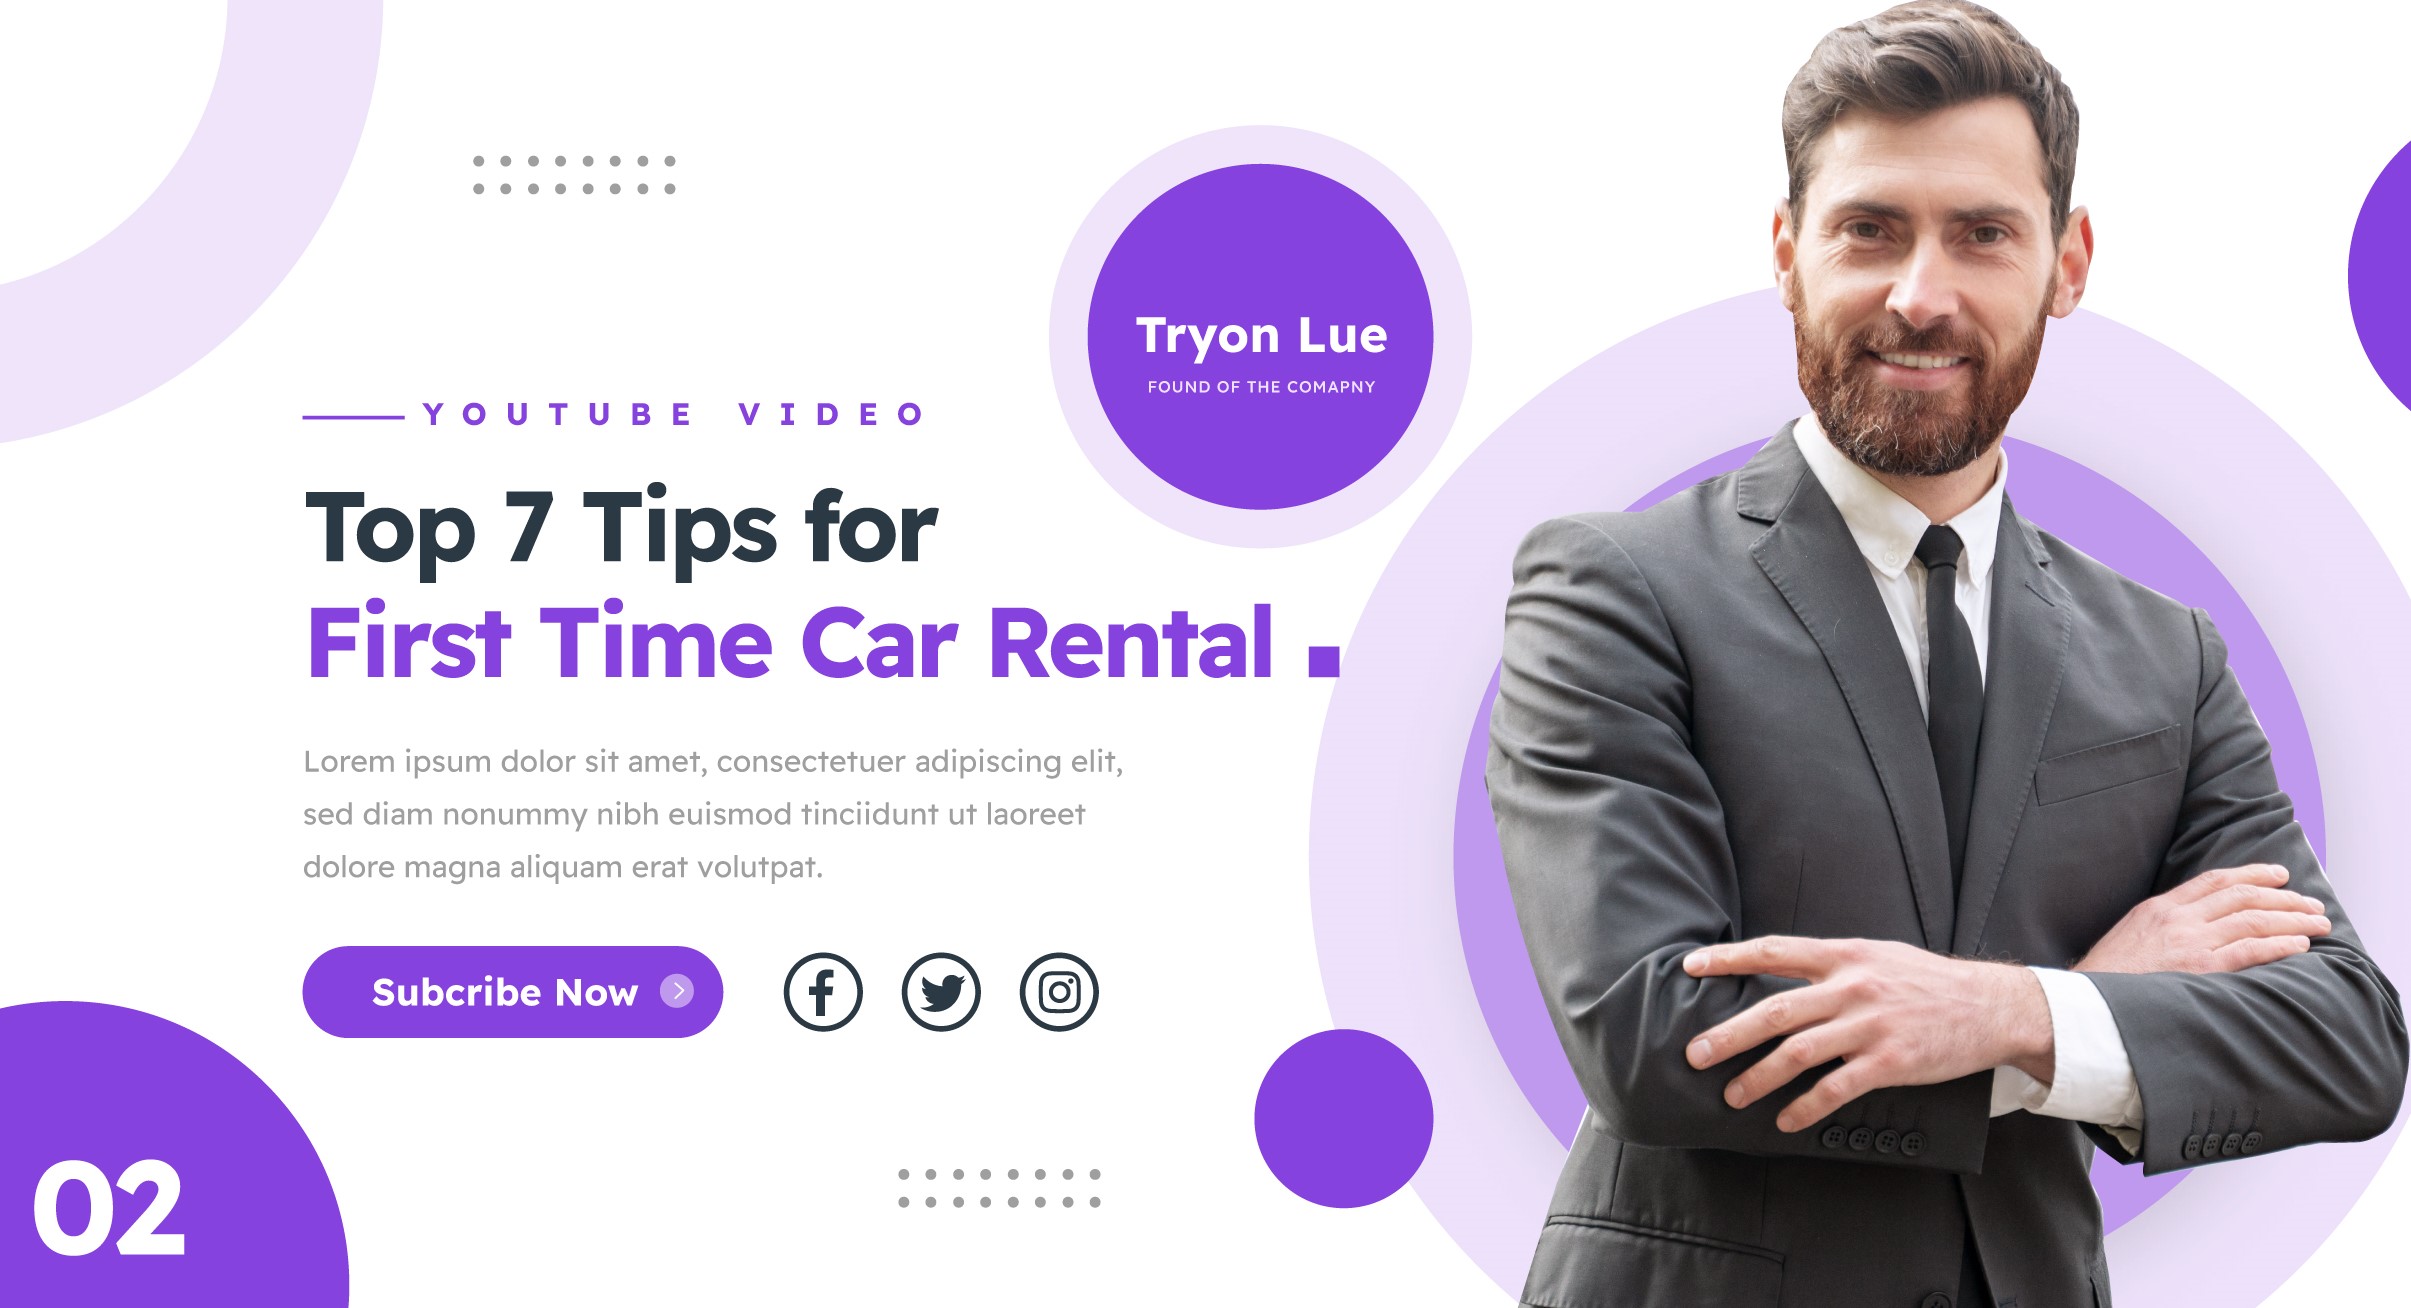 Tryon Lue
FOUND OF THE COMAPNY
YOUTUBE VIDEO
Top 7 Tips for
First Time Car Rental
Lorem ipsum dolor sit amet, consectetuer adipiscing elit,
sed diam nonummy nibh euismod tinciidunt ut laoreet
dolore magna aliquam erat volutpat.
Subcribe Now
02